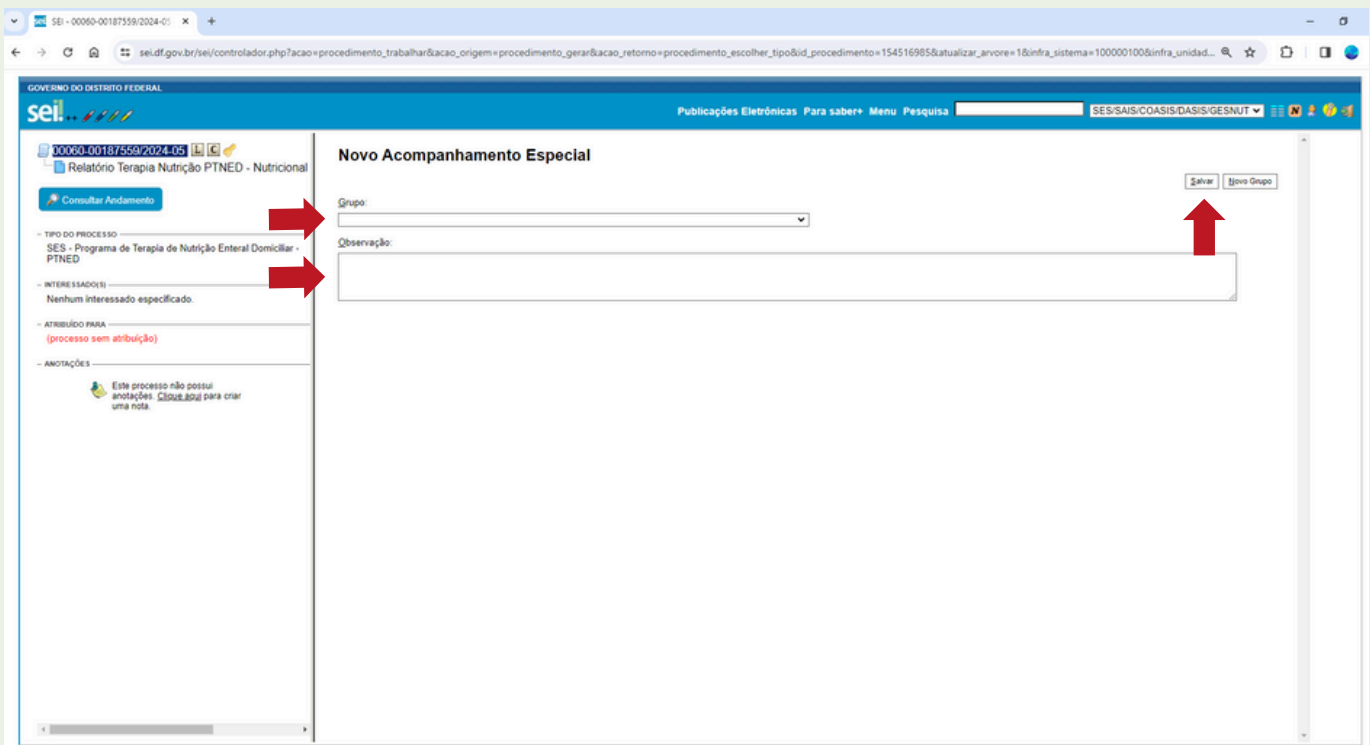 SEI - 00060-00187559/2024-05
sei.df.gov.br/sei/controlador.php?acao=procedimento_trabalhar&acao_origem=procedimento_gerar&acao_retorno=procedimento_escolher_tipo&id_procedimento=154516985&atualizar_arvore=1&infra_sistema=100000100&infra_unidad...
GOVERNO DO DISTRITO FEDERAL
sei!
Publicações Eletrônicas Para saber+ Menu Pesquisa
SES/SAIS/COASIS/DASIS/GESNUT
N
00060-00187559/2024-05 L C
Relatório Terapia Nutrição PTNED - Nutricional
Consultar Andamento
TIPO DO PROCESSO
SES - Programa de Terapia de Nutrição Enteral Domiciliar -
PTNED
INTERESSADO(S)
Nenhum interessado especificado.
ATRIBUÍDO PARA
(processo sem atribuição)
ANOTAÇÕES
Este processo não possui
anotações. Clique aqui para criar
uma nota.
Novo Acompanhamento Especial
Salvar Novo Grupo
Grupo:
Observação: